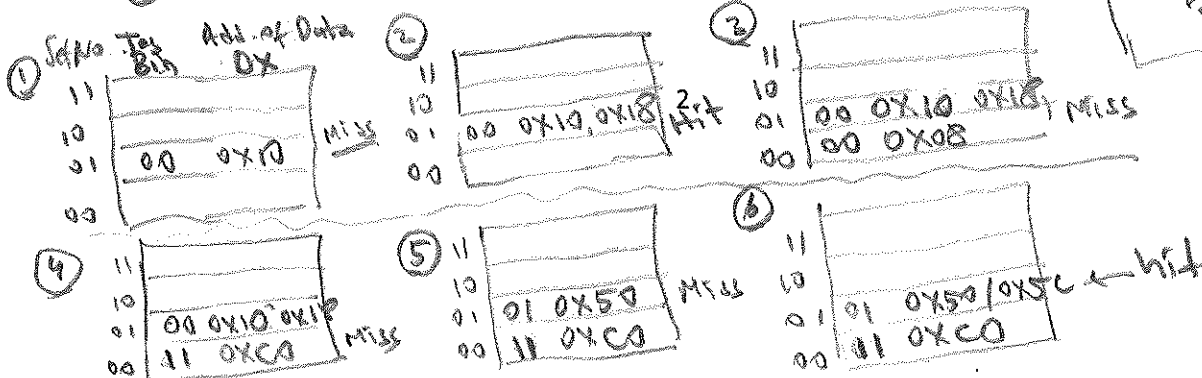 ① Set No. Tag Add. of Data
Bin 0X
11
10
01 00 0X10 Miss
00
② 11
10
01 00 0X10, 0X18 Hit
00
③ 11
10
01 00 0X10 0X18, Miss
00 00 0X08
④ 11
10
01 00 0X10 0X18
00 11 0XC0 Miss
⑤ 11
10
01 01 0X50 Miss
00 11 0XC0
⑥ 11
10
01 01 0X50/0X5C ← hit
00 11 0XC0